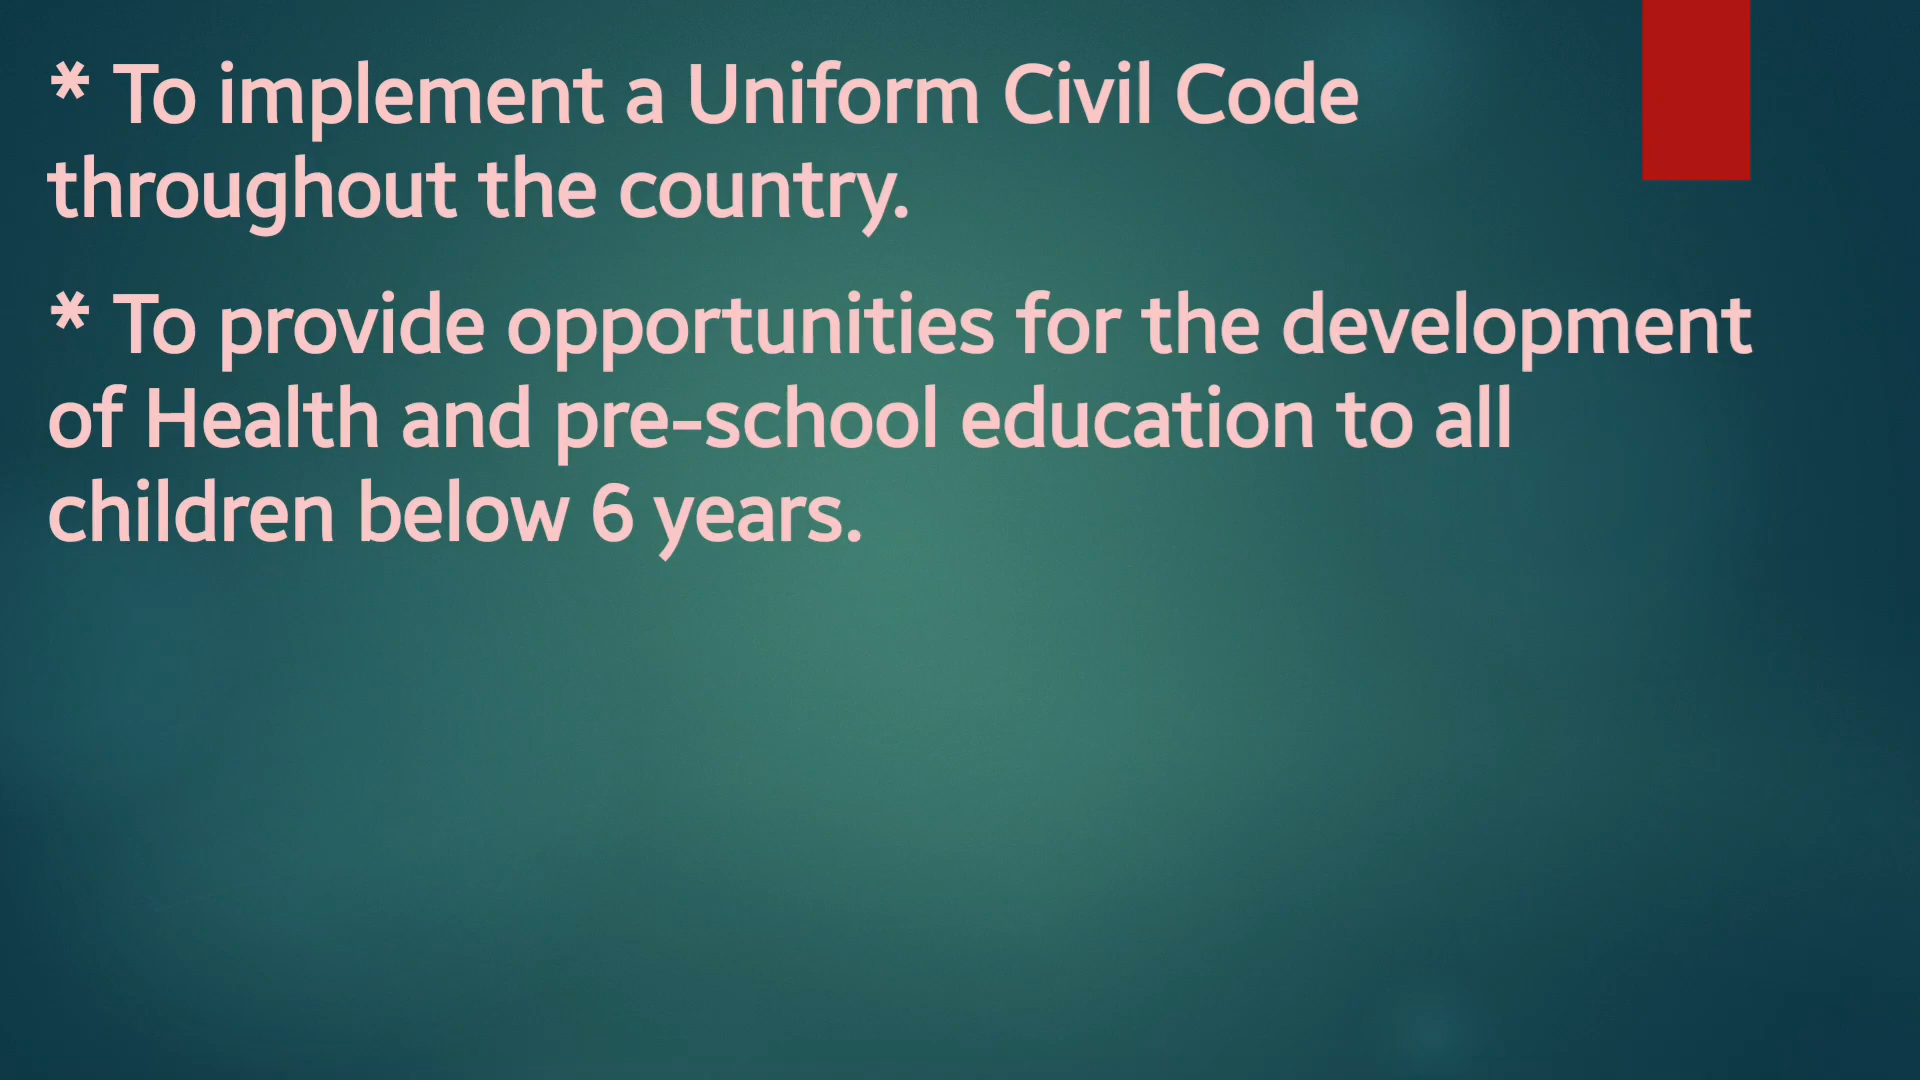 * To implement a Uniform Civil Code
throughout the country.
* To provide opportunities for the development
of Health and pre-school education to all
children below 6 years.